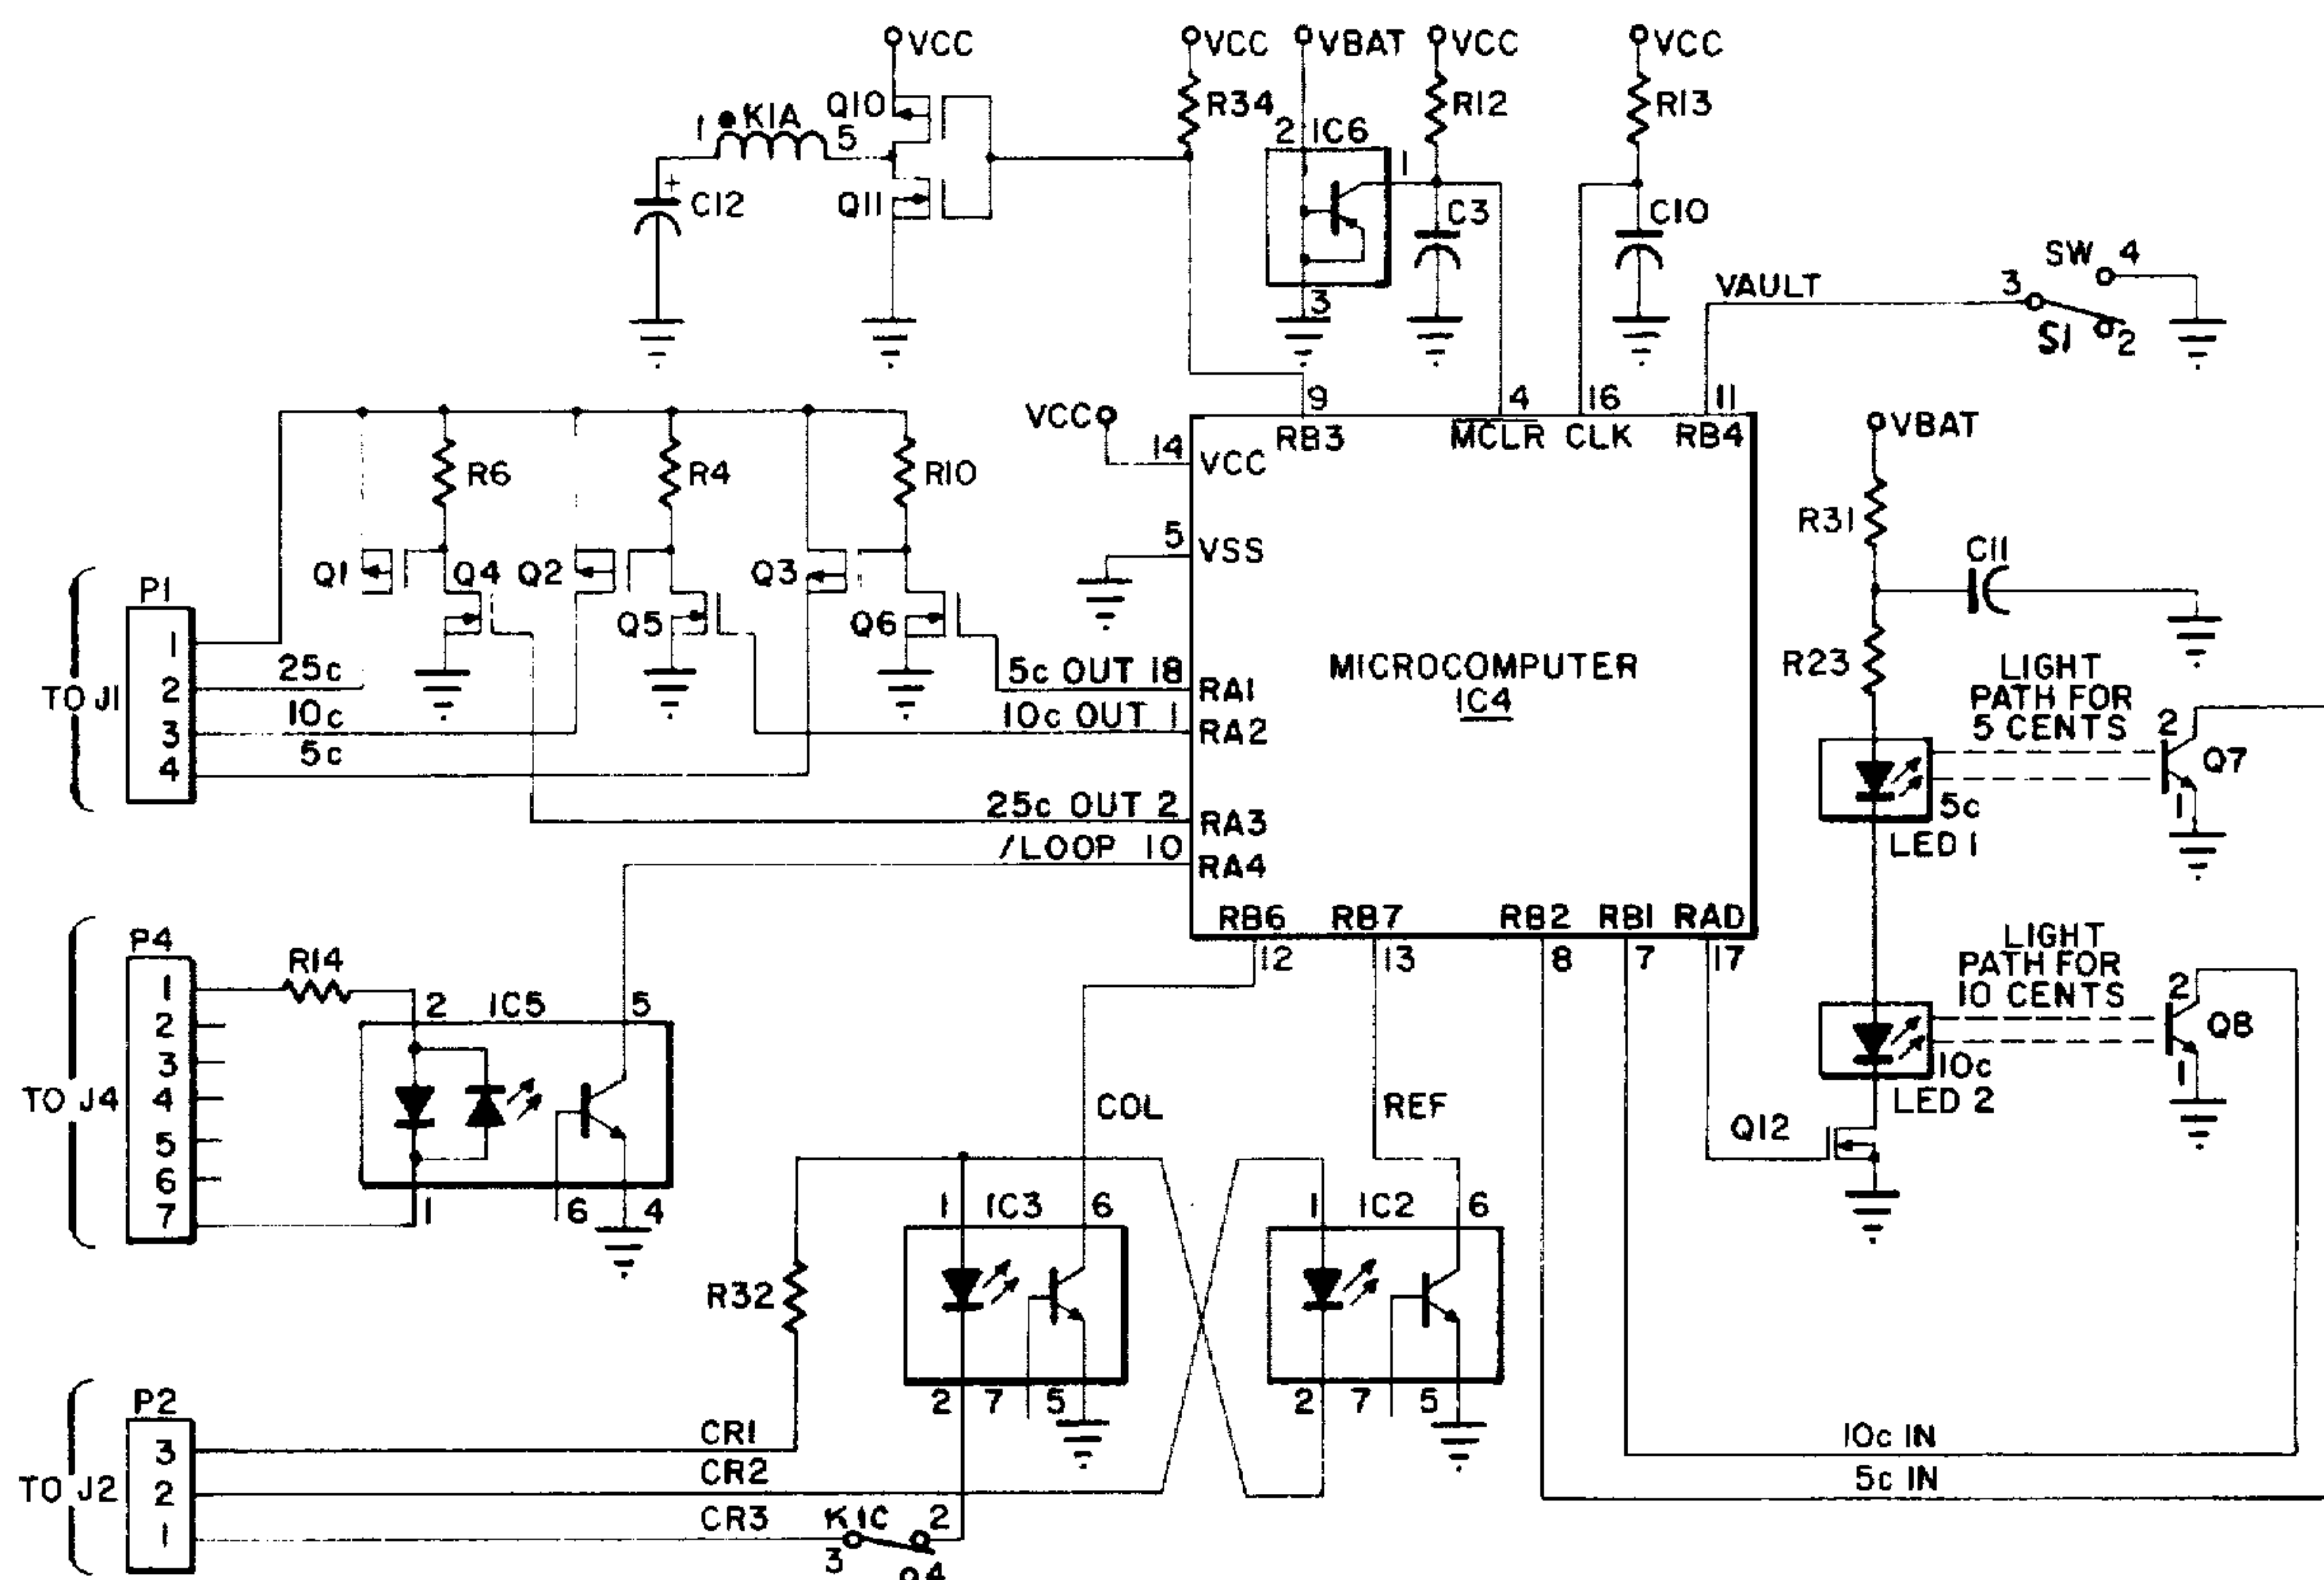 VCC
VCC
VBAT
VCC
VCC
Q10
1
K1A
5
R34
R12
R13
2
IC6
1
+
C12
Q11
C3
C10
3
VAULT
3
SW 4
S1
2
VCC
9
4
16
11
RB3
MCLR
CLK
RB4
VBAT
14
VCC
R6
R4
R10
R31
5
VSS
C11
Q1
Q4
Q2
Q3
Q5
Q6
P1
1
2
3
4
TO J1
25c
10c
5c
MICROCOMPUTER
IC4
5c OUT 18
RA1
10c OUT 1
RA2
25c OUT 2
RA3
/LOOP 10
RA4
R23
LIGHT
PATH FOR
5 CENTS
2
Q7
1
5c
LED 1
RB6
RB7
RB2
RB1
RAD
12
13
8
7
17
LIGHT
PATH FOR
10 CENTS
2
Q8
1
10c
LED 2
Q12
P4
1
2
3
4
5
6
7
TO J4
R14
2
IC5
5
1
6
4
COL
REF
1
IC3
6
1
IC2
6
R32
2
7
5
2
7
5
P2
3
2
1
TO J2
CR1
CR2
CR3
K1C
2
3
4
10c IN
5c IN